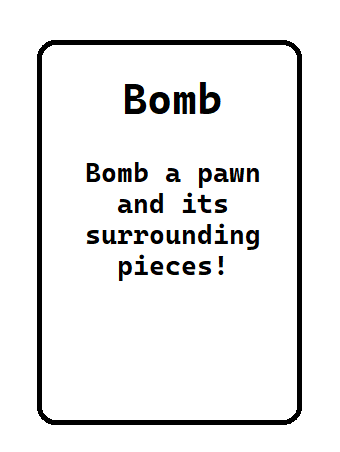 Bomb
Bomb a pawn
and its
surrounding
pieces!